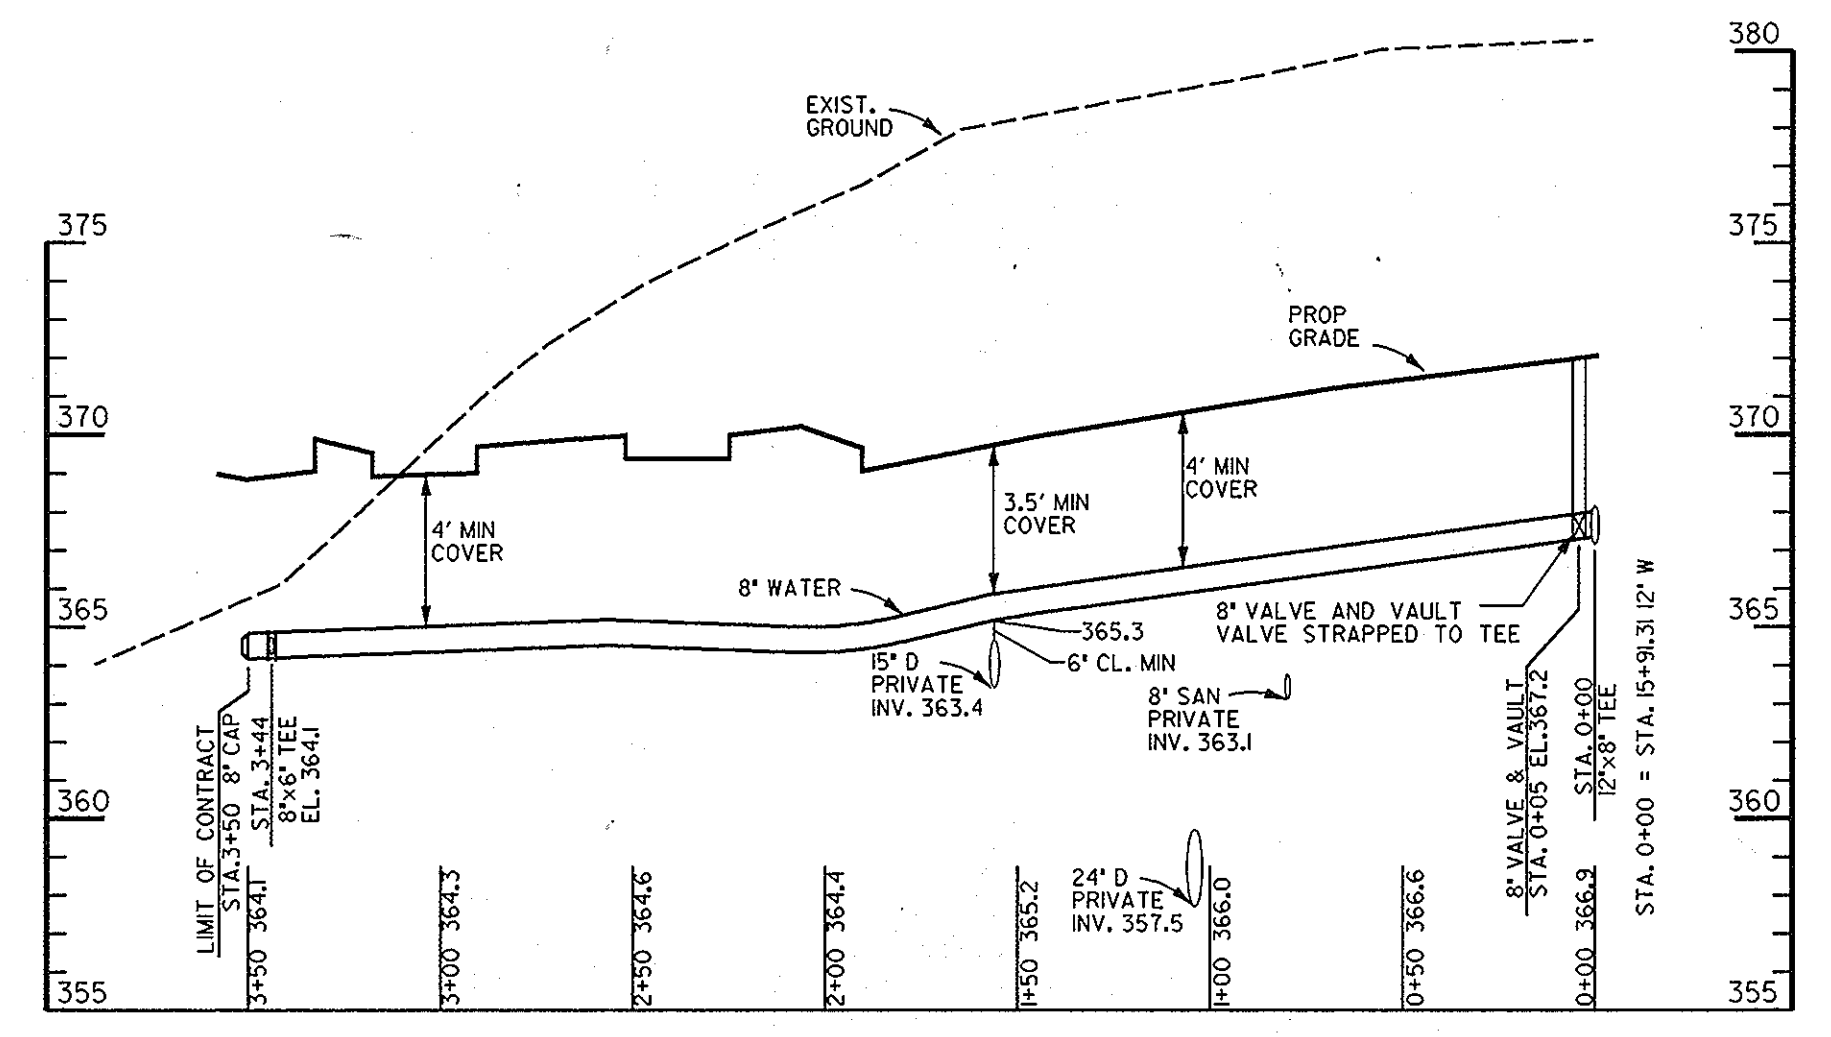 380
EXIST.
GROUND
375
375
PROP
GRADE
370
370
4' MIN
COVER
3.5' MIN
COVER
4' MIN
COVER
8" WATER
365
365
8" VALVE AND VAULT
VALVE STRAPPED TO TEE
365.3
6" CL. MIN
15" D
PRIVATE
INV. 363.4
8" SAN
PRIVATE
INV. 363.1
LIMIT OF CONTRACT
STA.3+50 8" CAP
STA. 3+44
8"x6" TEE
EL. 364.1
8" VALVE & VAULT
STA. 0+05 EL.367.2
STA. 0+00
12"x8" TEE
STA. 0+00 = STA. 15+91.31 12" W
360
360
24" D
PRIVATE
INV. 357.5
355
3+50 364.1
3+00 364.3
2+50 364.6
2+00 364.4
1+50 365.2
1+00 366.0
0+50 366.6
0+00 366.9
355